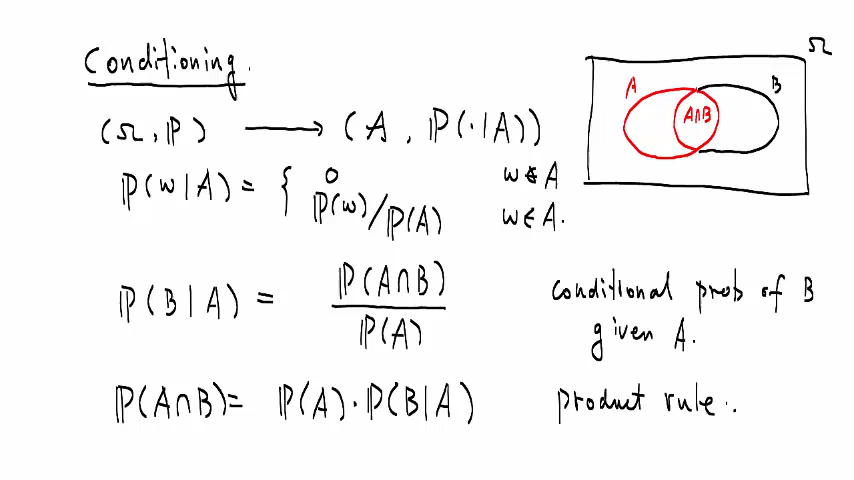 Conditioning.
(Ω, ℙ) ⟶ (A, ℙ(·|A))
ℙ(ω|A) = { 0 ω∉A
ℙ(ω)/ℙ(A) ω∈A.
ℙ(B|A) = ℙ(A∩B) / ℙ(A) conditional prob of B
given A.
ℙ(A∩B) = ℙ(A)·ℙ(B|A) product rule.
Ω
A
B
A∩B